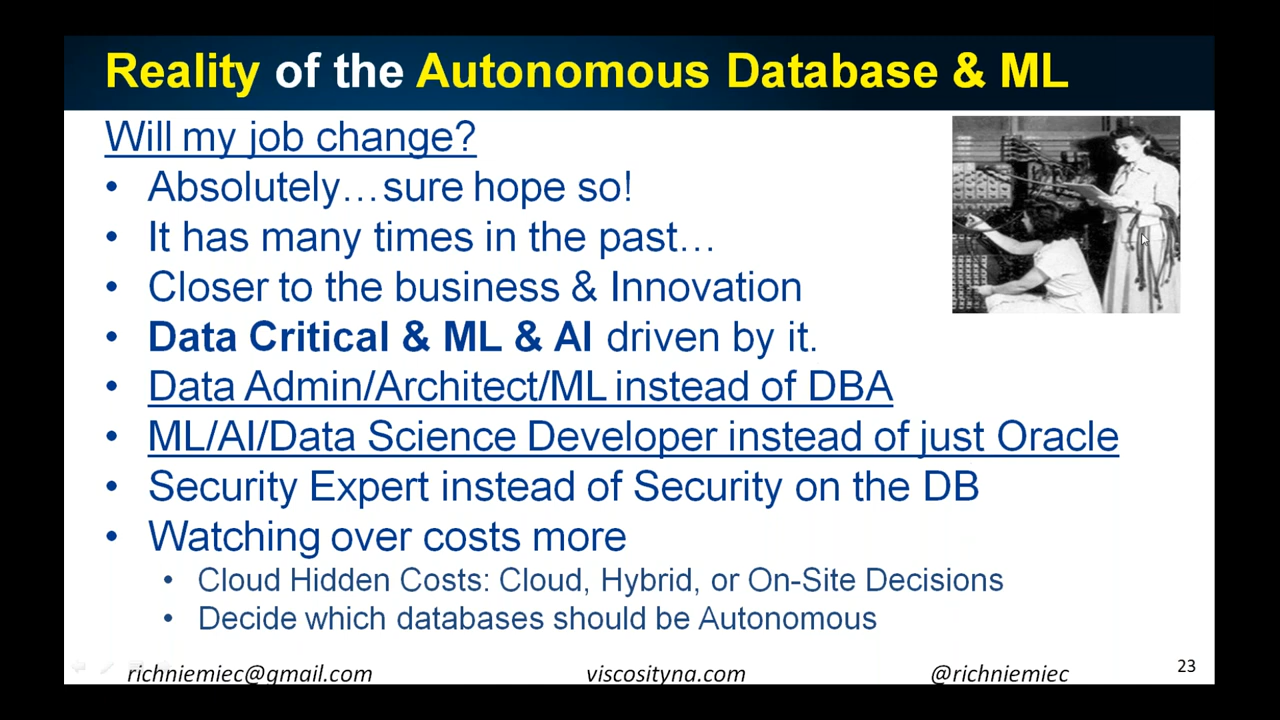 Reality of the Autonomous Database & ML
Will my job change?
• Absolutely…sure hope so!
• It has many times in the past…
• Closer to the business & Innovation
• Data Critical & ML & AI driven by it.
• Data Admin/Architect/ML instead of DBA
• ML/AI/Data Science Developer instead of just Oracle
• Security Expert instead of Security on the DB
• Watching over costs more
• Cloud Hidden Costs: Cloud, Hybrid, or On-Site Decisions
• Decide which databases should be Autonomous
richniemiec@gmail.com viscosityna.com @richniemiec 23